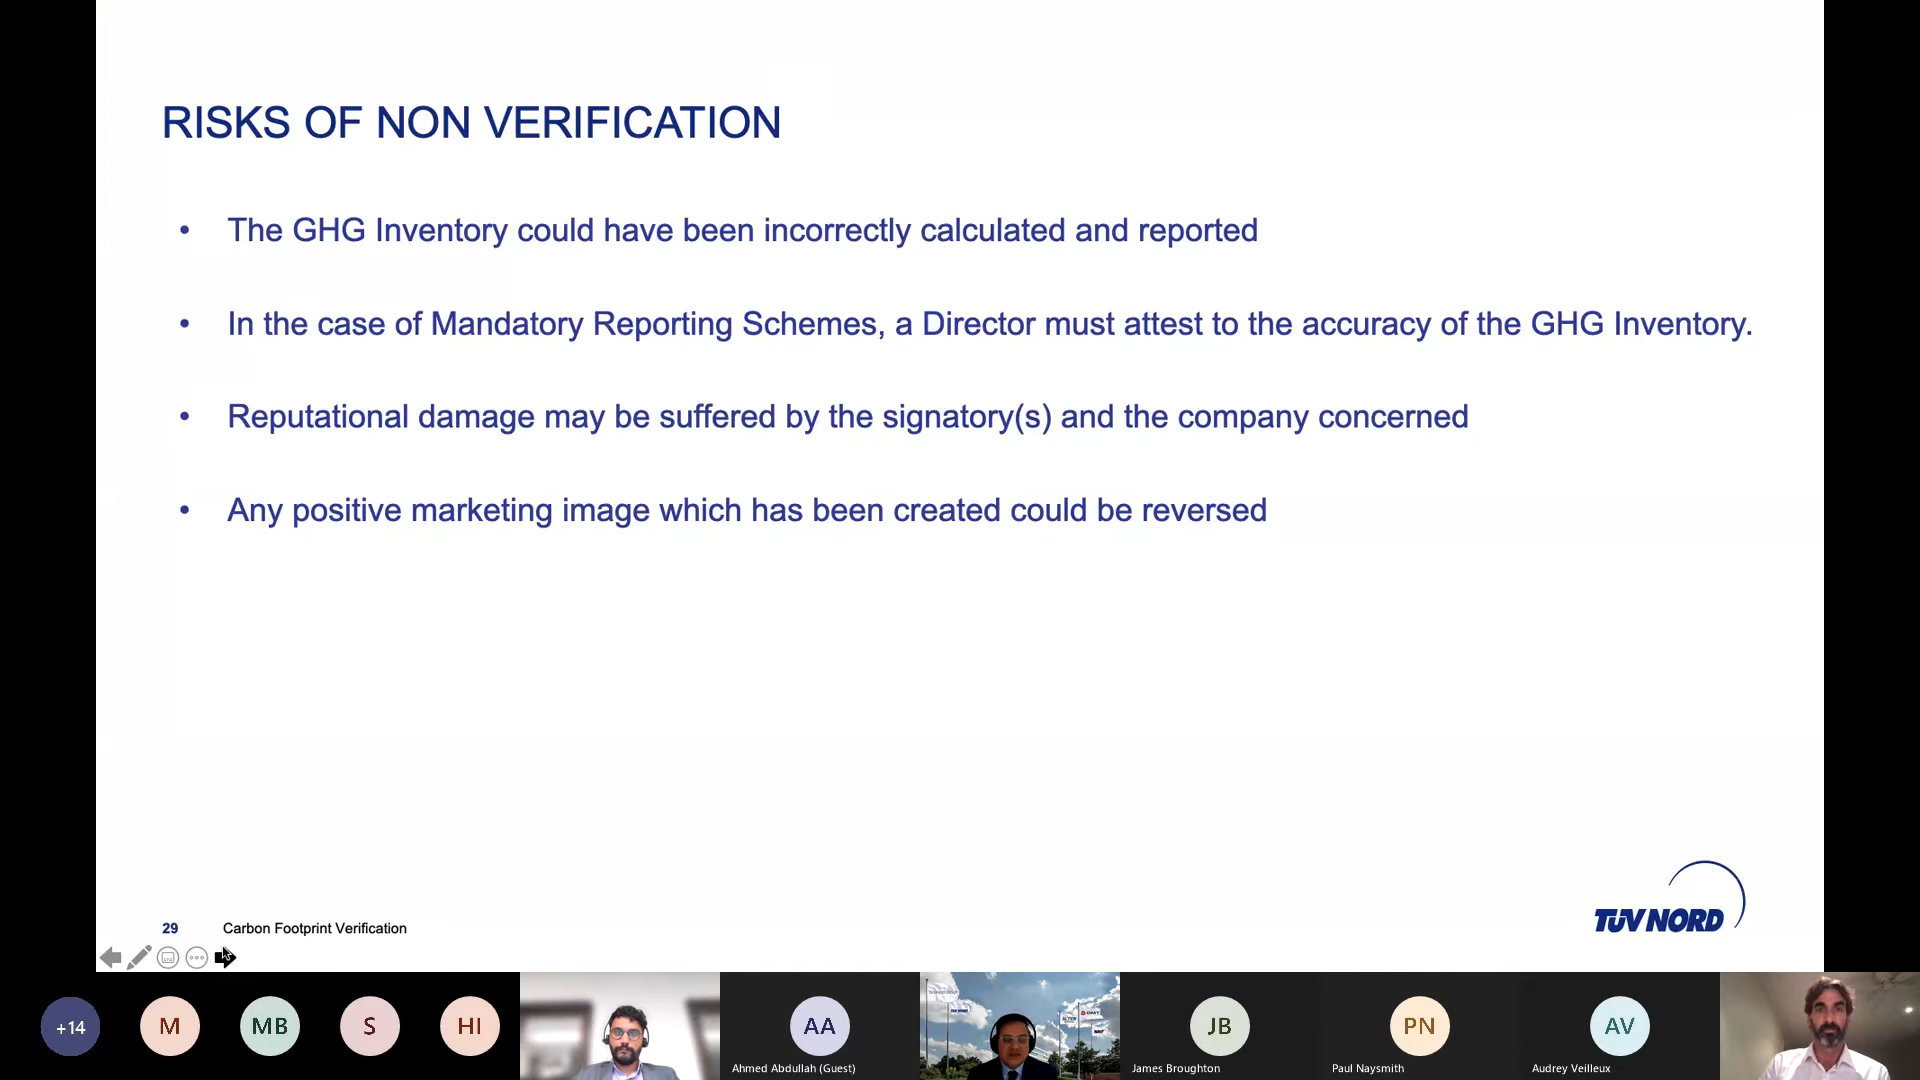 RISKS OF NON VERIFICATION
• The GHG Inventory could have been incorrectly calculated and reported
• In the case of Mandatory Reporting Schemes, a Director must attest to the accuracy of the GHG Inventory.
• Reputational damage may be suffered by the signatory(s) and the company concerned
• Any positive marketing image which has been created could be reversed
TÜV NORD
29 Carbon Footprint Verification
+14 M MB S HI AA JB PN AV
Ahmed Abdullah (Guest) James Broughton Paul Naysmith Audrey Veilleux